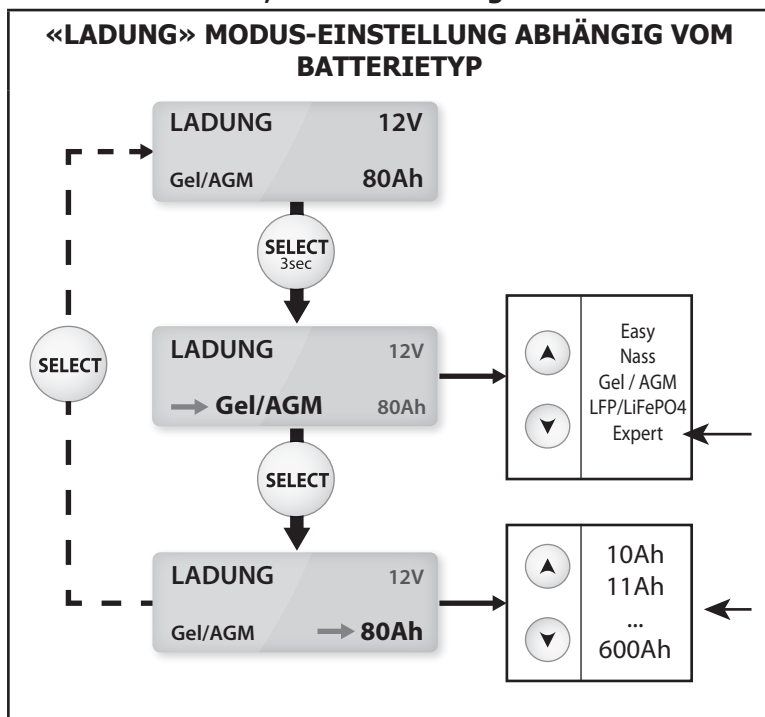 «LADUNG» MODUS-EINSTELLUNG ABHÄNGIG VOM
BATTERIETYP
LADUNG 12V
Gel/AGM 80Ah
SELECT
3sec
SELECT
LADUNG 12V
Gel/AGM 80Ah
Easy
Nass
Gel / AGM
LFP/LiFePO4
Expert
SELECT
LADUNG 12V
Gel/AGM 80Ah
10Ah
11Ah
...
600Ah